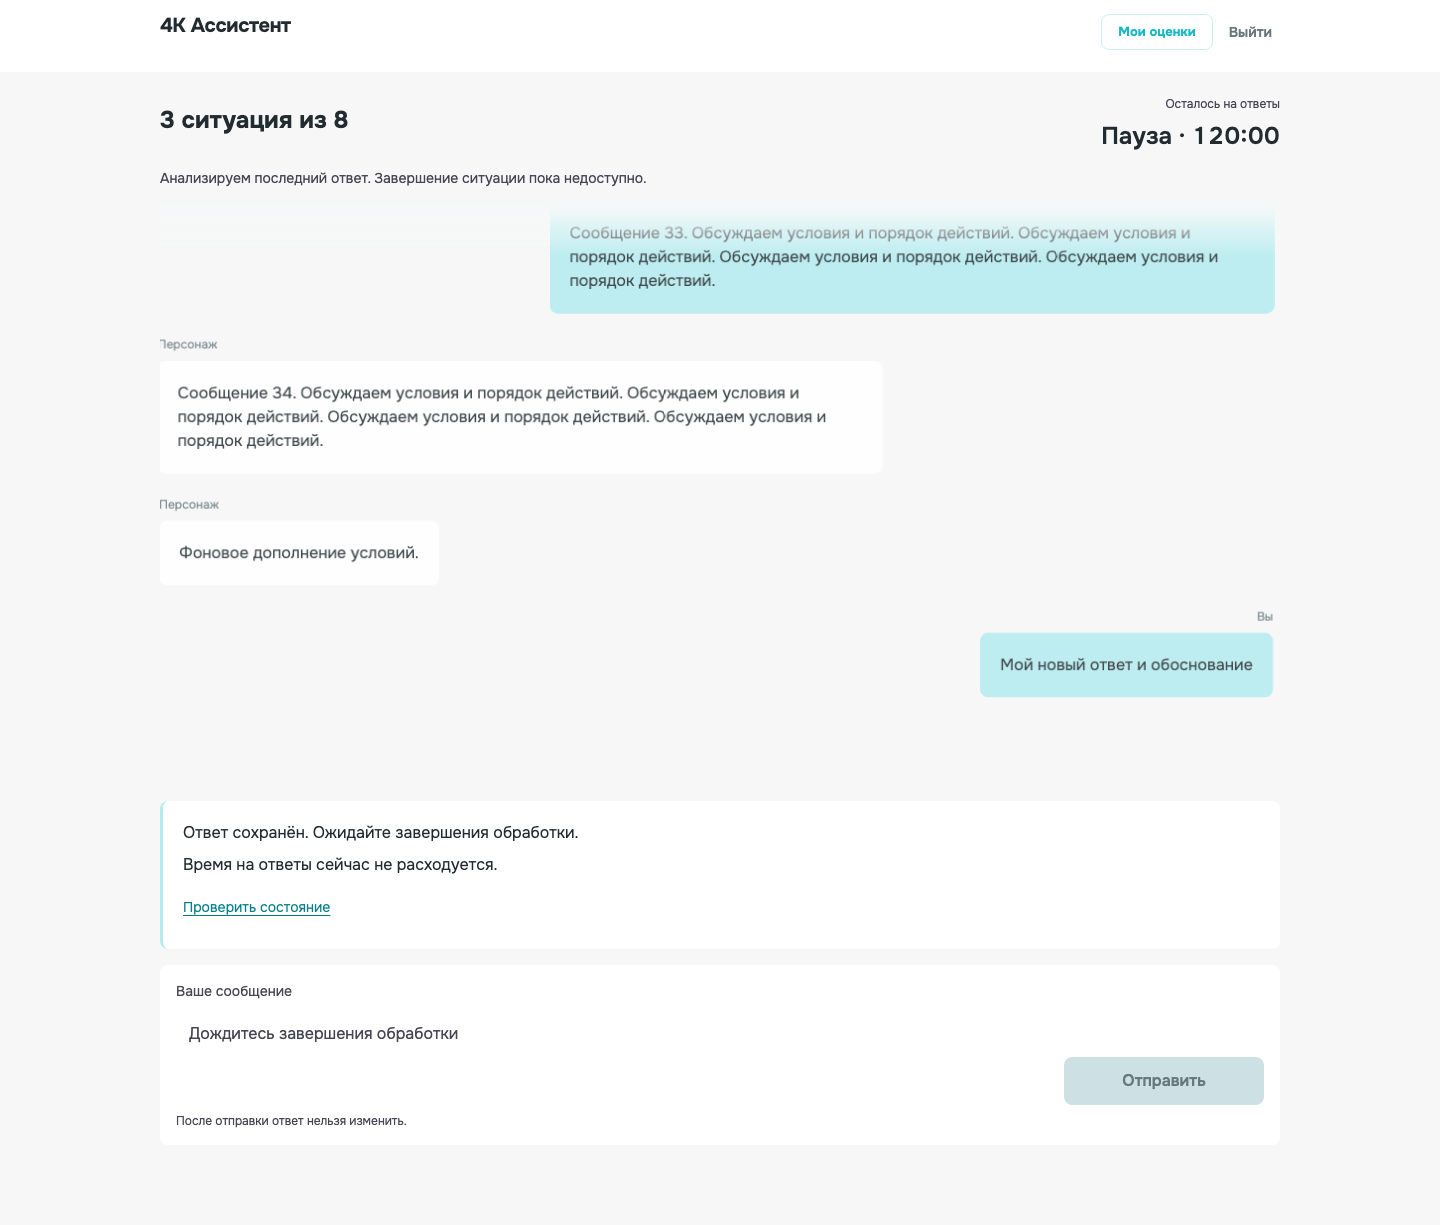 4К Ассистент
Мои оценки
Выйти
3 ситуация из 8
Осталось на ответы
Пауза · 120:00
Анализируем последний ответ. Завершение ситуации пока недоступно.
Сообщение 33. Обсуждаем условия и порядок действий. Обсуждаем условия и
порядок действий. Обсуждаем условия и порядок действий. Обсуждаем условия и
порядок действий.
Персонаж
Сообщение 34. Обсуждаем условия и порядок действий. Обсуждаем условия и
порядок действий. Обсуждаем условия и порядок действий. Обсуждаем условия и
порядок действий.
Персонаж
Фоновое дополнение условий.
Вы
Мой новый ответ и обоснование
Ответ сохранён. Ожидайте завершения обработки.
Время на ответы сейчас не расходуется.
Проверить состояние
Ваше сообщение
Дождитесь завершения обработки
Отправить
После отправки ответ нельзя изменить.